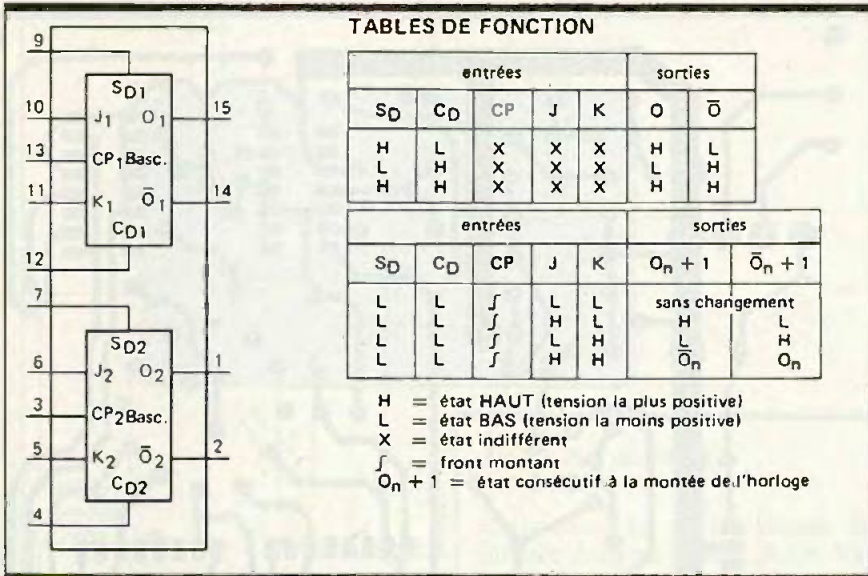 TABLES DE FONCTION
9
SD1
10 J1 O1 15
13 CP1 Basc.
11 K1 Ō1 14
CD1
12
7
SD2
6 J2 O2 1
3 CP2 Basc.
5 K2 Ō2 2
CD2
4
entrées sorties
SD CD CP J K O Ō
H L X X X H L
L H X X X L H
H H X X X H H
entrées sorties
SD CD CP J K On + 1 Ōn + 1
L L ∫ L L sans changement
L L ∫ H L H L
L L ∫ L H L H
L L ∫ H H Ōn On
H = état HAUT (tension la plus positive)
L = état BAS (tension la moins positive)
X = état indifférent
∫ = front montant
On + 1 = état consécutif à la montée de l'horloge